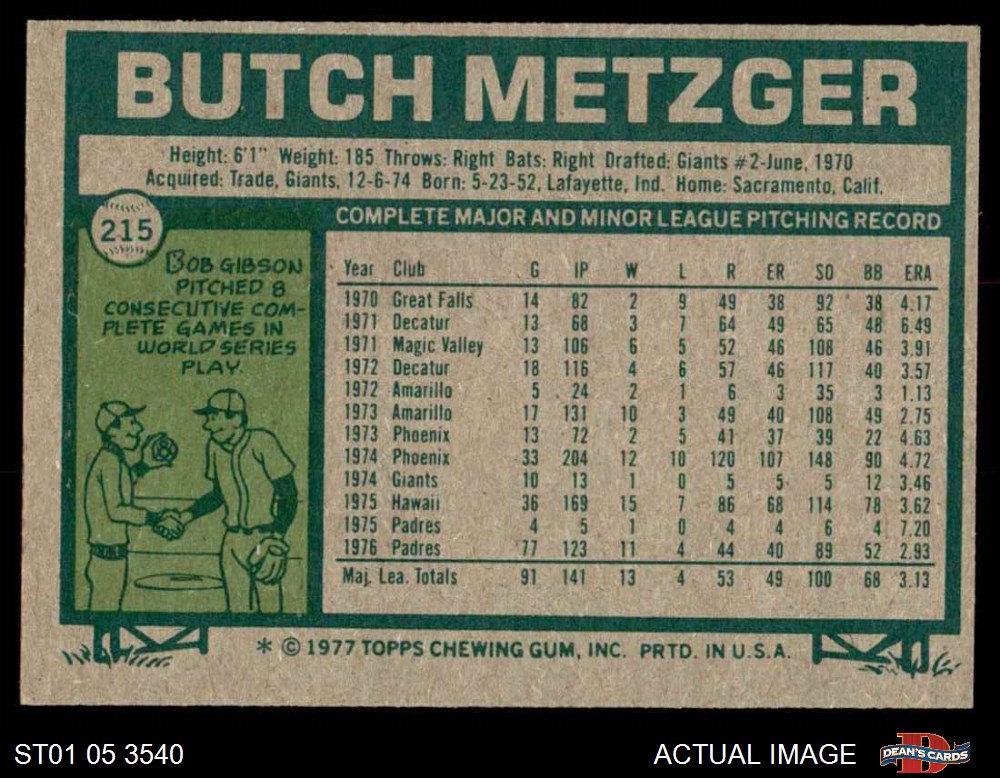 BUTCH METZGER
Height: 6'1" Weight: 185 Throws: Right Bats: Right Drafted: Giants #2-June, 1970
Acquired: Trade, Giants, 12-6-74 Born: 5-23-52, Lafayette, Ind. Home: Sacramento, Calif.
215
BOB GIBSON
PITCHED 8
CONSECUTIVE COM-
PLETE GAMES IN
WORLD SERIES
PLAY.
COMPLETE MAJOR AND MINOR LEAGUE PITCHING RECORD
Year Club G IP W L R ER SO BB ERA
1970 Great Falls 14 82 2 9 49 38 92 38 4.17
1971 Decatur 13 68 3 7 64 49 65 48 6.49
1971 Magic Valley 13 106 6 5 52 46 108 46 3.91
1972 Decatur 18 116 4 6 57 46 117 40 3.57
1972 Amarillo 5 24 2 1 6 3 35 3 1.13
1973 Amarillo 17 131 10 3 49 40 108 49 2.75
1973 Phoenix 13 72 2 5 41 37 39 22 4.63
1974 Phoenix 33 204 12 10 120 107 148 90 4.72
1974 Giants 10 13 1 0 5 5 5 12 3.46
1975 Hawaii 36 169 15 7 86 68 114 78 3.62
1975 Padres 4 5 1 0 4 4 6 4 7.20
1976 Padres 77 123 11 4 44 40 89 52 2.93
Maj. Lea. Totals 91 141 13 4 53 49 100 68 3.13
* © 1977 TOPPS CHEWING GUM, INC. PRTD. IN U.S.A.
ST01 05 3540
ACTUAL IMAGE
D
DEAN'S CARDS